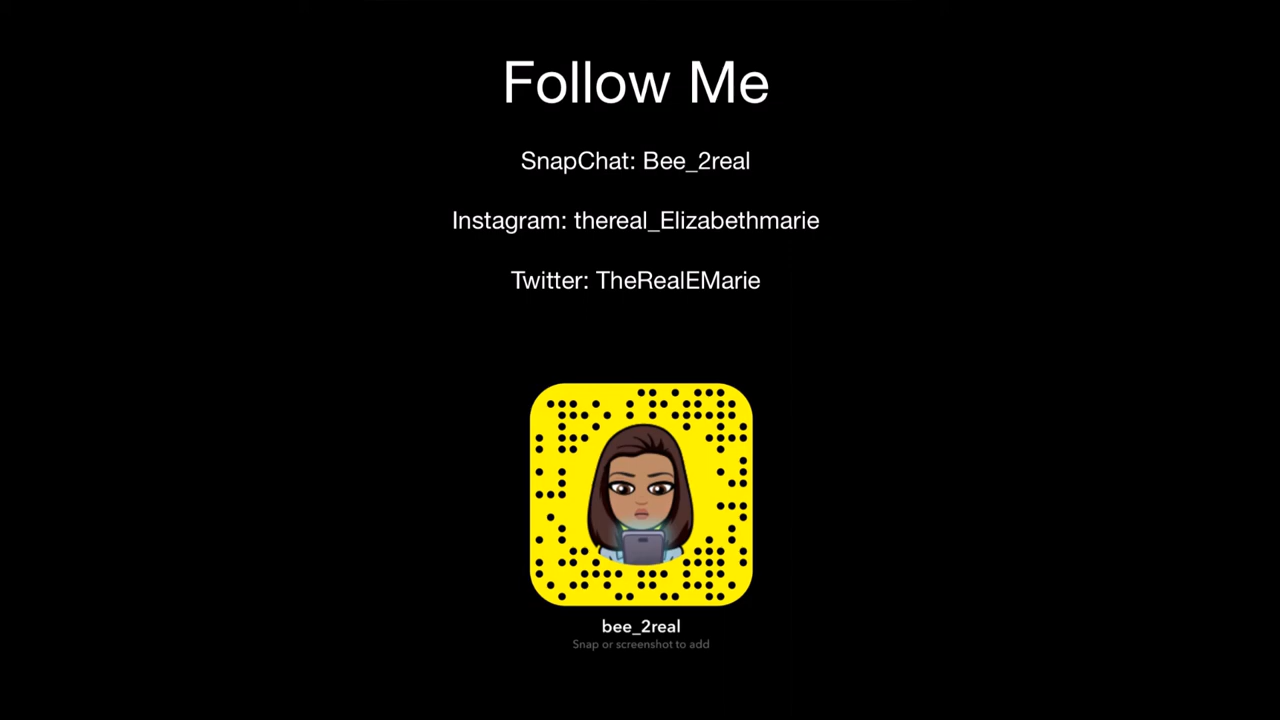 Follow Me
SnapChat: Bee_2real
Instagram: thereal_Elizabethmarie
Twitter: TheRealEMarie
bee_2real
Snap or screenshot to add